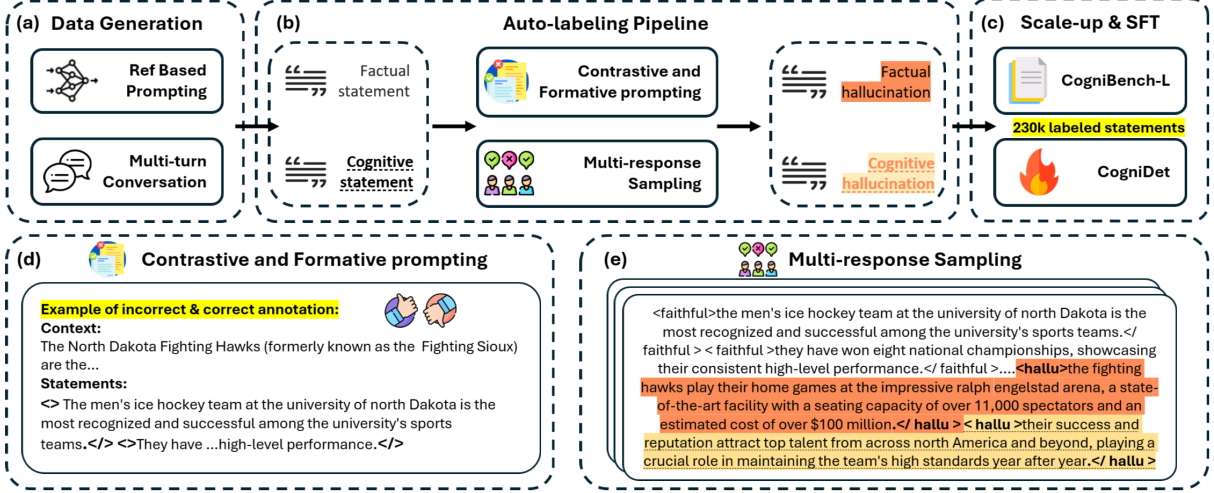 (a) Data Generation
Ref Based
Prompting
Multi-turn
Conversation
(b) Auto-labeling Pipeline
Factual
statement
Cognitive
statement
Contrastive and
Formative prompting
Multi-response
Sampling
Factual
hallucination
Cognitive
hallucination
(c) Scale-up & SFT
CogniBench-L
230k labeled statements
CogniDet
(d) Contrastive and Formative prompting
Example of incorrect & correct annotation:
Context:
The North Dakota Fighting Hawks (formerly known as the Fighting Sioux)
are the...
Statements:
<> The men's ice hockey team at the university of north Dakota is the
most recognized and successful among the university's sports
teams.</> <>They have ...high-level performance.</>
(e) Multi-response Sampling
<faithful>the men's ice hockey team at the university of north Dakota is the
most recognized and successful among the university's sports teams.</
faithful > < faithful >they have won eight national championships, showcasing
their consistent high-level performance.</ faithful >....<hallu>the fighting
hawks play their home games at the impressive ralph engelstad arena, a state-
of-the-art facility with a seating capacity of over 11,000 spectators and an
estimated cost of over $100 million.</ hallu > < hallu >their success and
reputation attract top talent from across north America and beyond, playing a
crucial role in maintaining the team's high standards year after year.</ hallu >